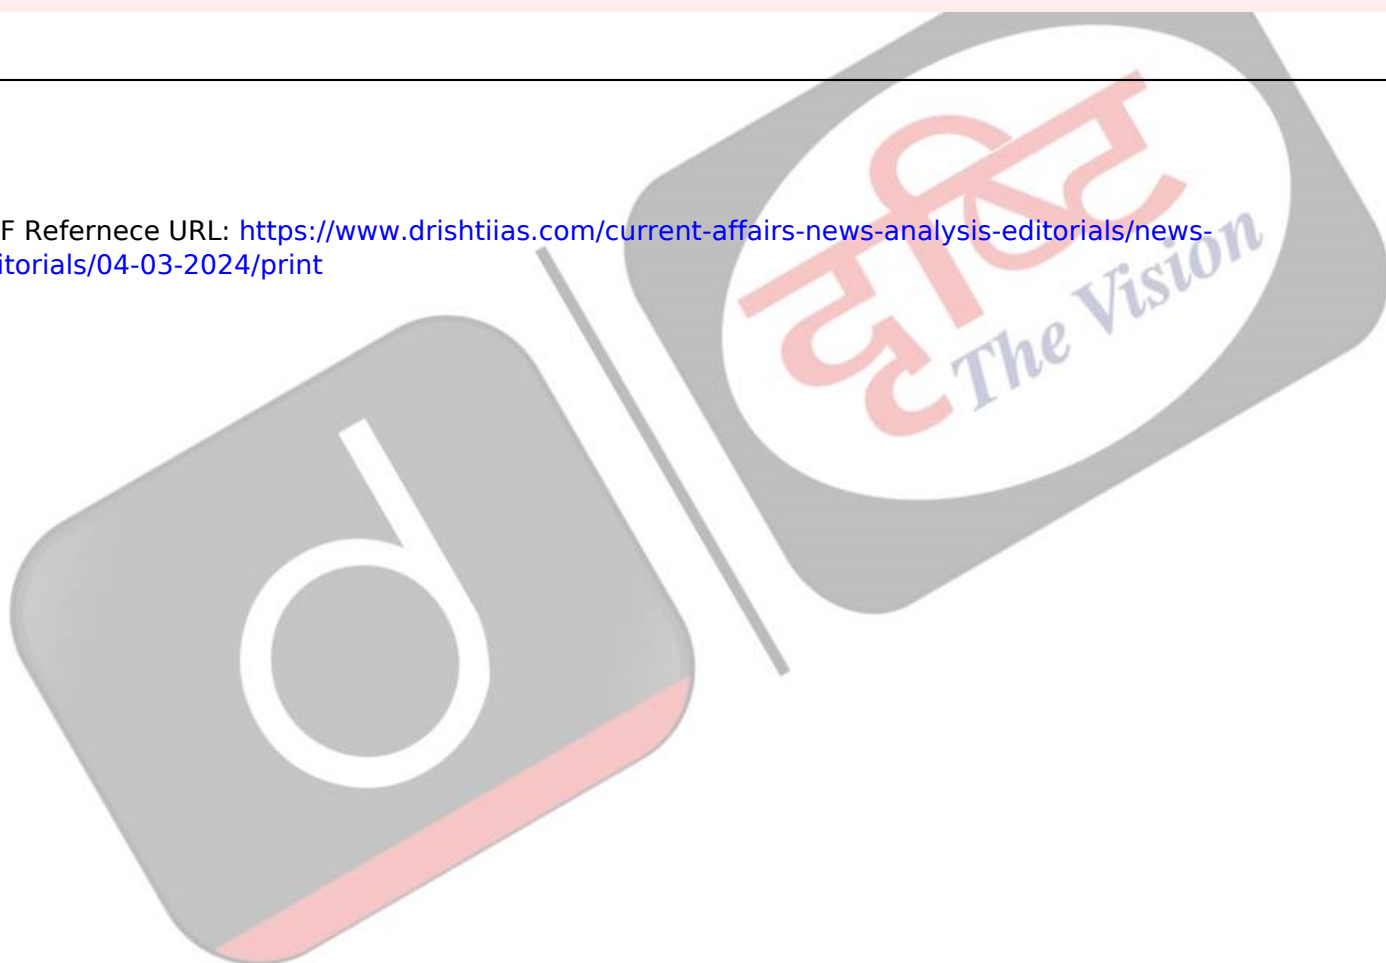 F Refernece URL: https://www.drishtiias.com/current-affairs-news-analysis-editorials/news-
itorials/04-03-2024/print
दृष्टि
The Vision
d